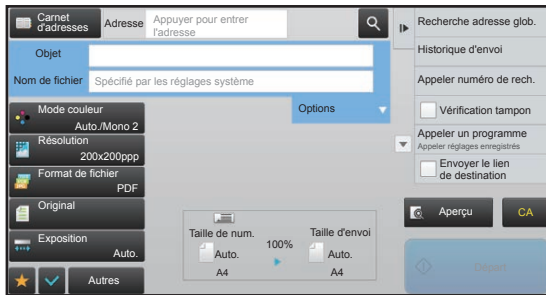 Carnet
d'adresses
Adresse
Appuyer pour entrer
l'adresse
Objet
Nom de fichier
Spécifié par les réglages système
Options
Mode couleur
Auto./Mono 2
Résolution
200x200ppp
Format de fichier
PDF
Original
Exposition
Auto.
Autres
Taille de num.
Auto.
A4
100%
Taille d'envoi
Auto.
A4
Recherche adresse glob.
Historique d'envoi
Appeler numéro de rech.
Vérification tampon
Appeler un programme
Appeler réglages enregistrés
Envoyer le lien
de destination
Aperçu
CA
Départ